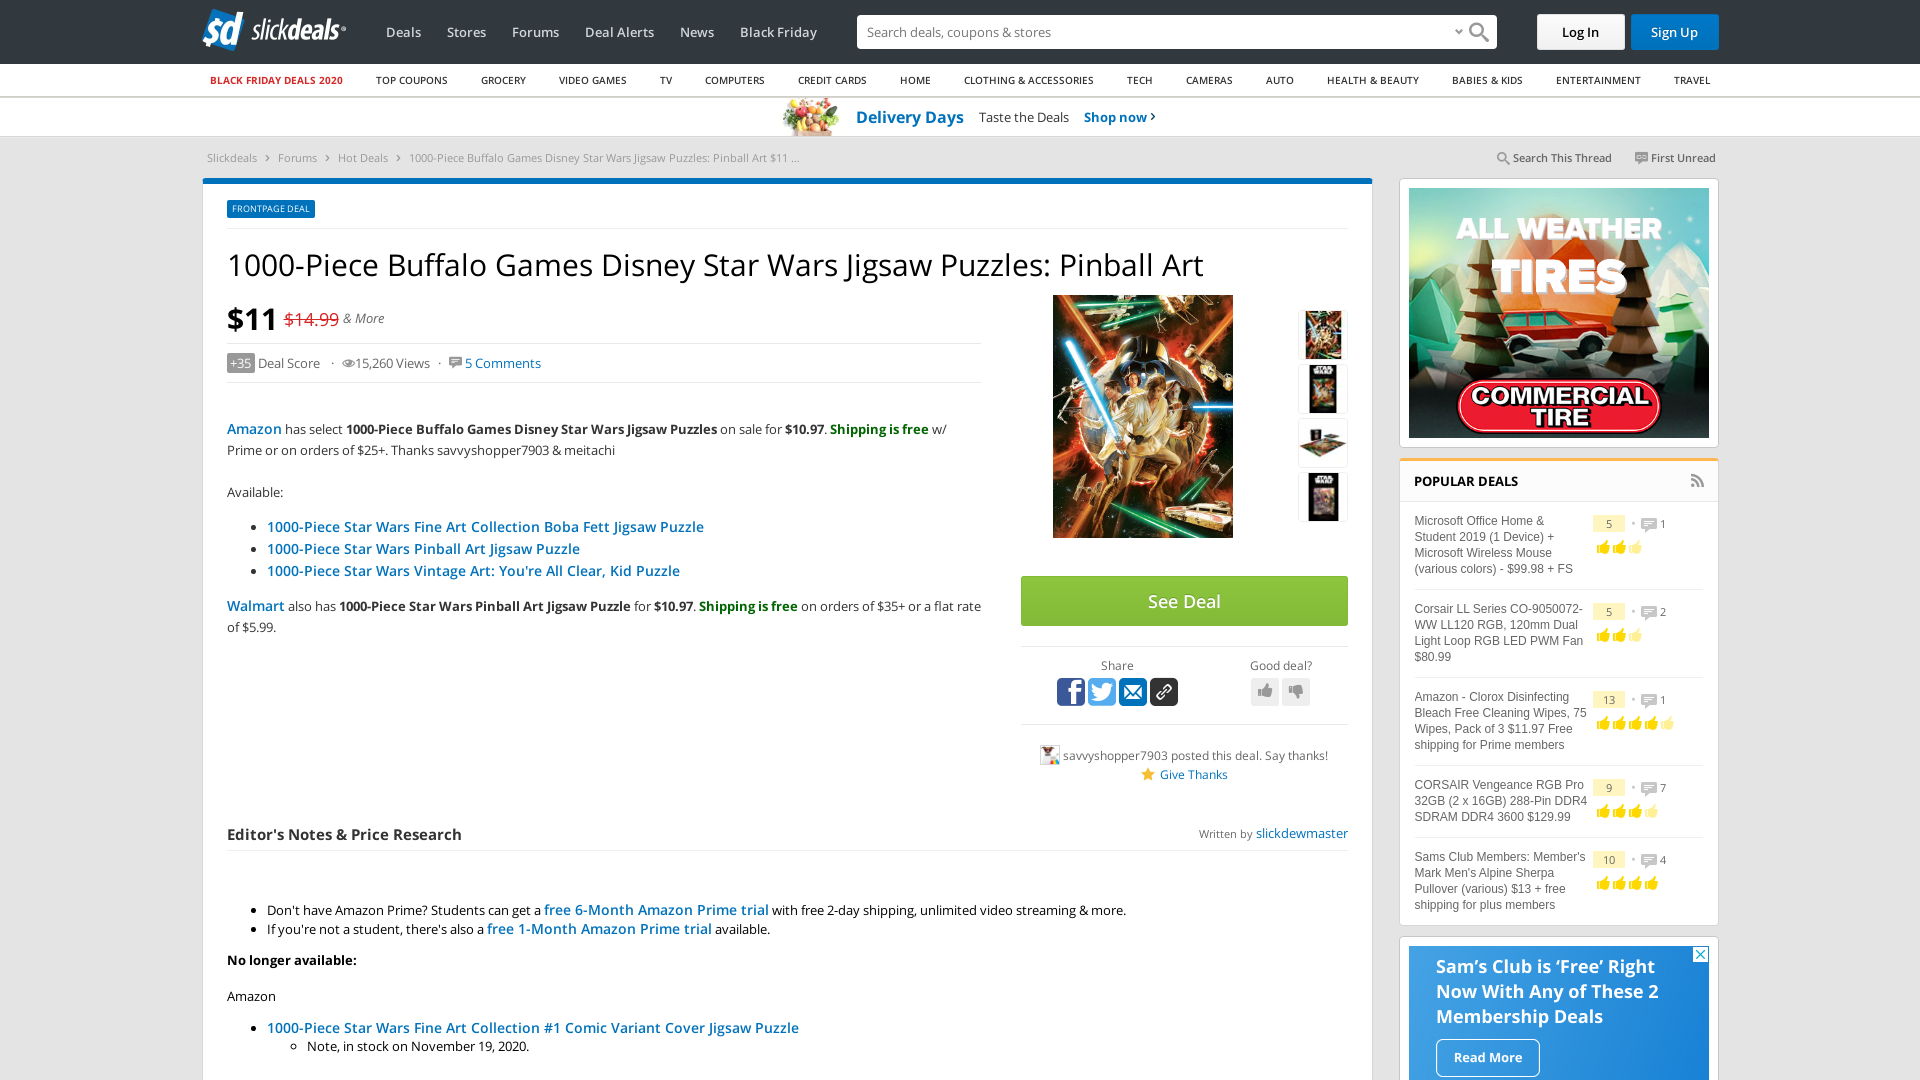 sd slickdeals
Deals
Stores
Forums
Deal Alerts
News
Black Friday
Search deals, coupons & stores
Log In
Sign Up
BLACK FRIDAY DEALS 2020
TOP COUPONS
GROCERY
VIDEO GAMES
TV
COMPUTERS
CREDIT CARDS
HOME
CLOTHING & ACCESSORIES
TECH
CAMERAS
AUTO
HEALTH & BEAUTY
BABIES & KIDS
ENTERTAINMENT
TRAVEL
Delivery Days Taste the Deals Shop now ›
Slickdeals › Forums › Hot Deals › 1000-Piece Buffalo Games Disney Star Wars Jigsaw Puzzles: Pinball Art $11 ...
Search This Thread
First Unread
FRONTPAGE DEAL
1000-Piece Buffalo Games Disney Star Wars Jigsaw Puzzles: Pinball Art
$11 $14.99 & More
+35 Deal Score · 15,260 Views · 5 Comments
Amazon has select 1000-Piece Buffalo Games Disney Star Wars Jigsaw Puzzles on sale for $10.97. Shipping is free w/
Prime or on orders of $25+. Thanks savvyshopper7903 & meitachi
Available:
• 1000-Piece Star Wars Fine Art Collection Boba Fett Jigsaw Puzzle
• 1000-Piece Star Wars Pinball Art Jigsaw Puzzle
• 1000-Piece Star Wars Vintage Art: You're All Clear, Kid Puzzle
Walmart also has 1000-Piece Star Wars Pinball Art Jigsaw Puzzle for $10.97. Shipping is free on orders of $35+ or a flat rate
of $5.99.
See Deal
Share
Good deal?
savvyshopper7903 posted this deal. Say thanks!
Give Thanks
Editor's Notes & Price Research
Written by slickdewmaster
• Don't have Amazon Prime? Students can get a free 6-Month Amazon Prime trial with free 2-day shipping, unlimited video streaming & more.
• If you're not a student, there's also a free 1-Month Amazon Prime trial available.
No longer available:
Amazon
• 1000-Piece Star Wars Fine Art Collection #1 Comic Variant Cover Jigsaw Puzzle
Note, in stock on November 19, 2020.
ALL WEATHER
TIRES
COMMERCIAL
TIRE
POPULAR DEALS
Microsoft Office Home &
Student 2019 (1 Device) +
Microsoft Wireless Mouse
(various colors) - $99.98 + FS
5 • 1
Corsair LL Series CO-9050072-
WW LL120 RGB, 120mm Dual
Light Loop RGB LED PWM Fan
$80.99
5 • 2
Amazon - Clorox Disinfecting
Bleach Free Cleaning Wipes, 75
Wipes, Pack of 3 $11.97 Free
shipping for Prime members
13 • 1
CORSAIR Vengeance RGB Pro
32GB (2 x 16GB) 288-Pin DDR4
SDRAM DDR4 3600 $129.99
9 • 7
Sams Club Members: Member's
Mark Men's Alpine Sherpa
Pullover (various) $13 + free
shipping for plus members
10 • 4
Sam's Club is ‘Free’ Right
Now With Any of These 2
Membership Deals
Read More